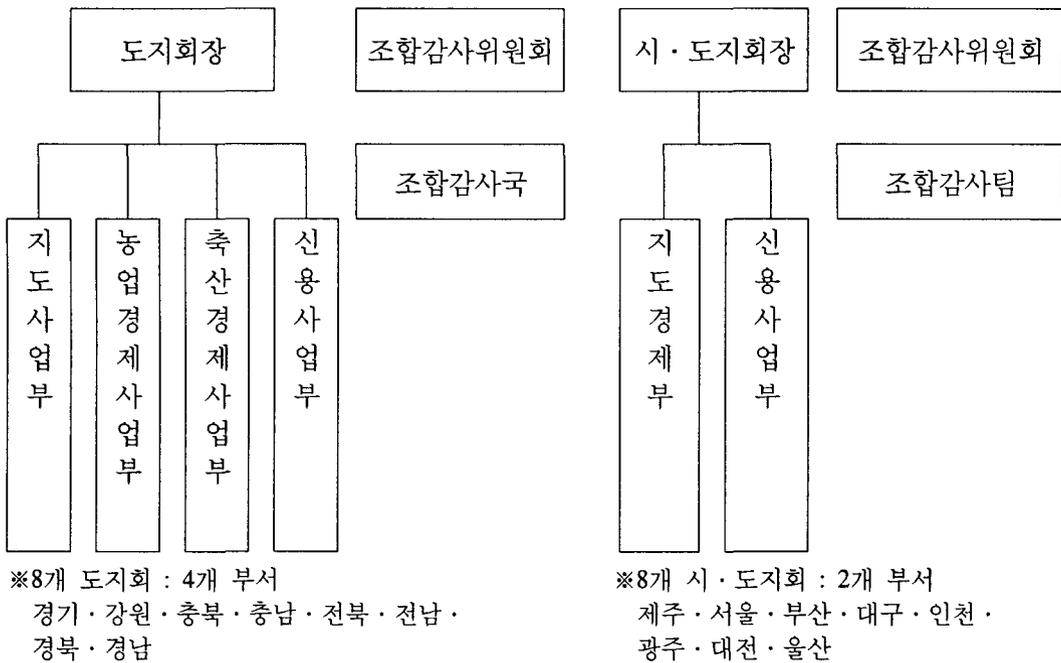 도지회장
조합감사위원회
조합감사국
지도사업부
농업경제사업부
축산경제사업부
신용사업부
※8개 도지회 : 4개 부서
경기 · 강원 · 충북 · 충남 · 전북 · 전남 ·
경북 · 경남
시 · 도지회장
조합감사위원회
조합감사팀
지도경제부
신용사업부
※8개 시 · 도지회 : 2개 부서
제주 · 서울 · 부산 · 대구 · 인천 ·
광주 · 대전 · 울산